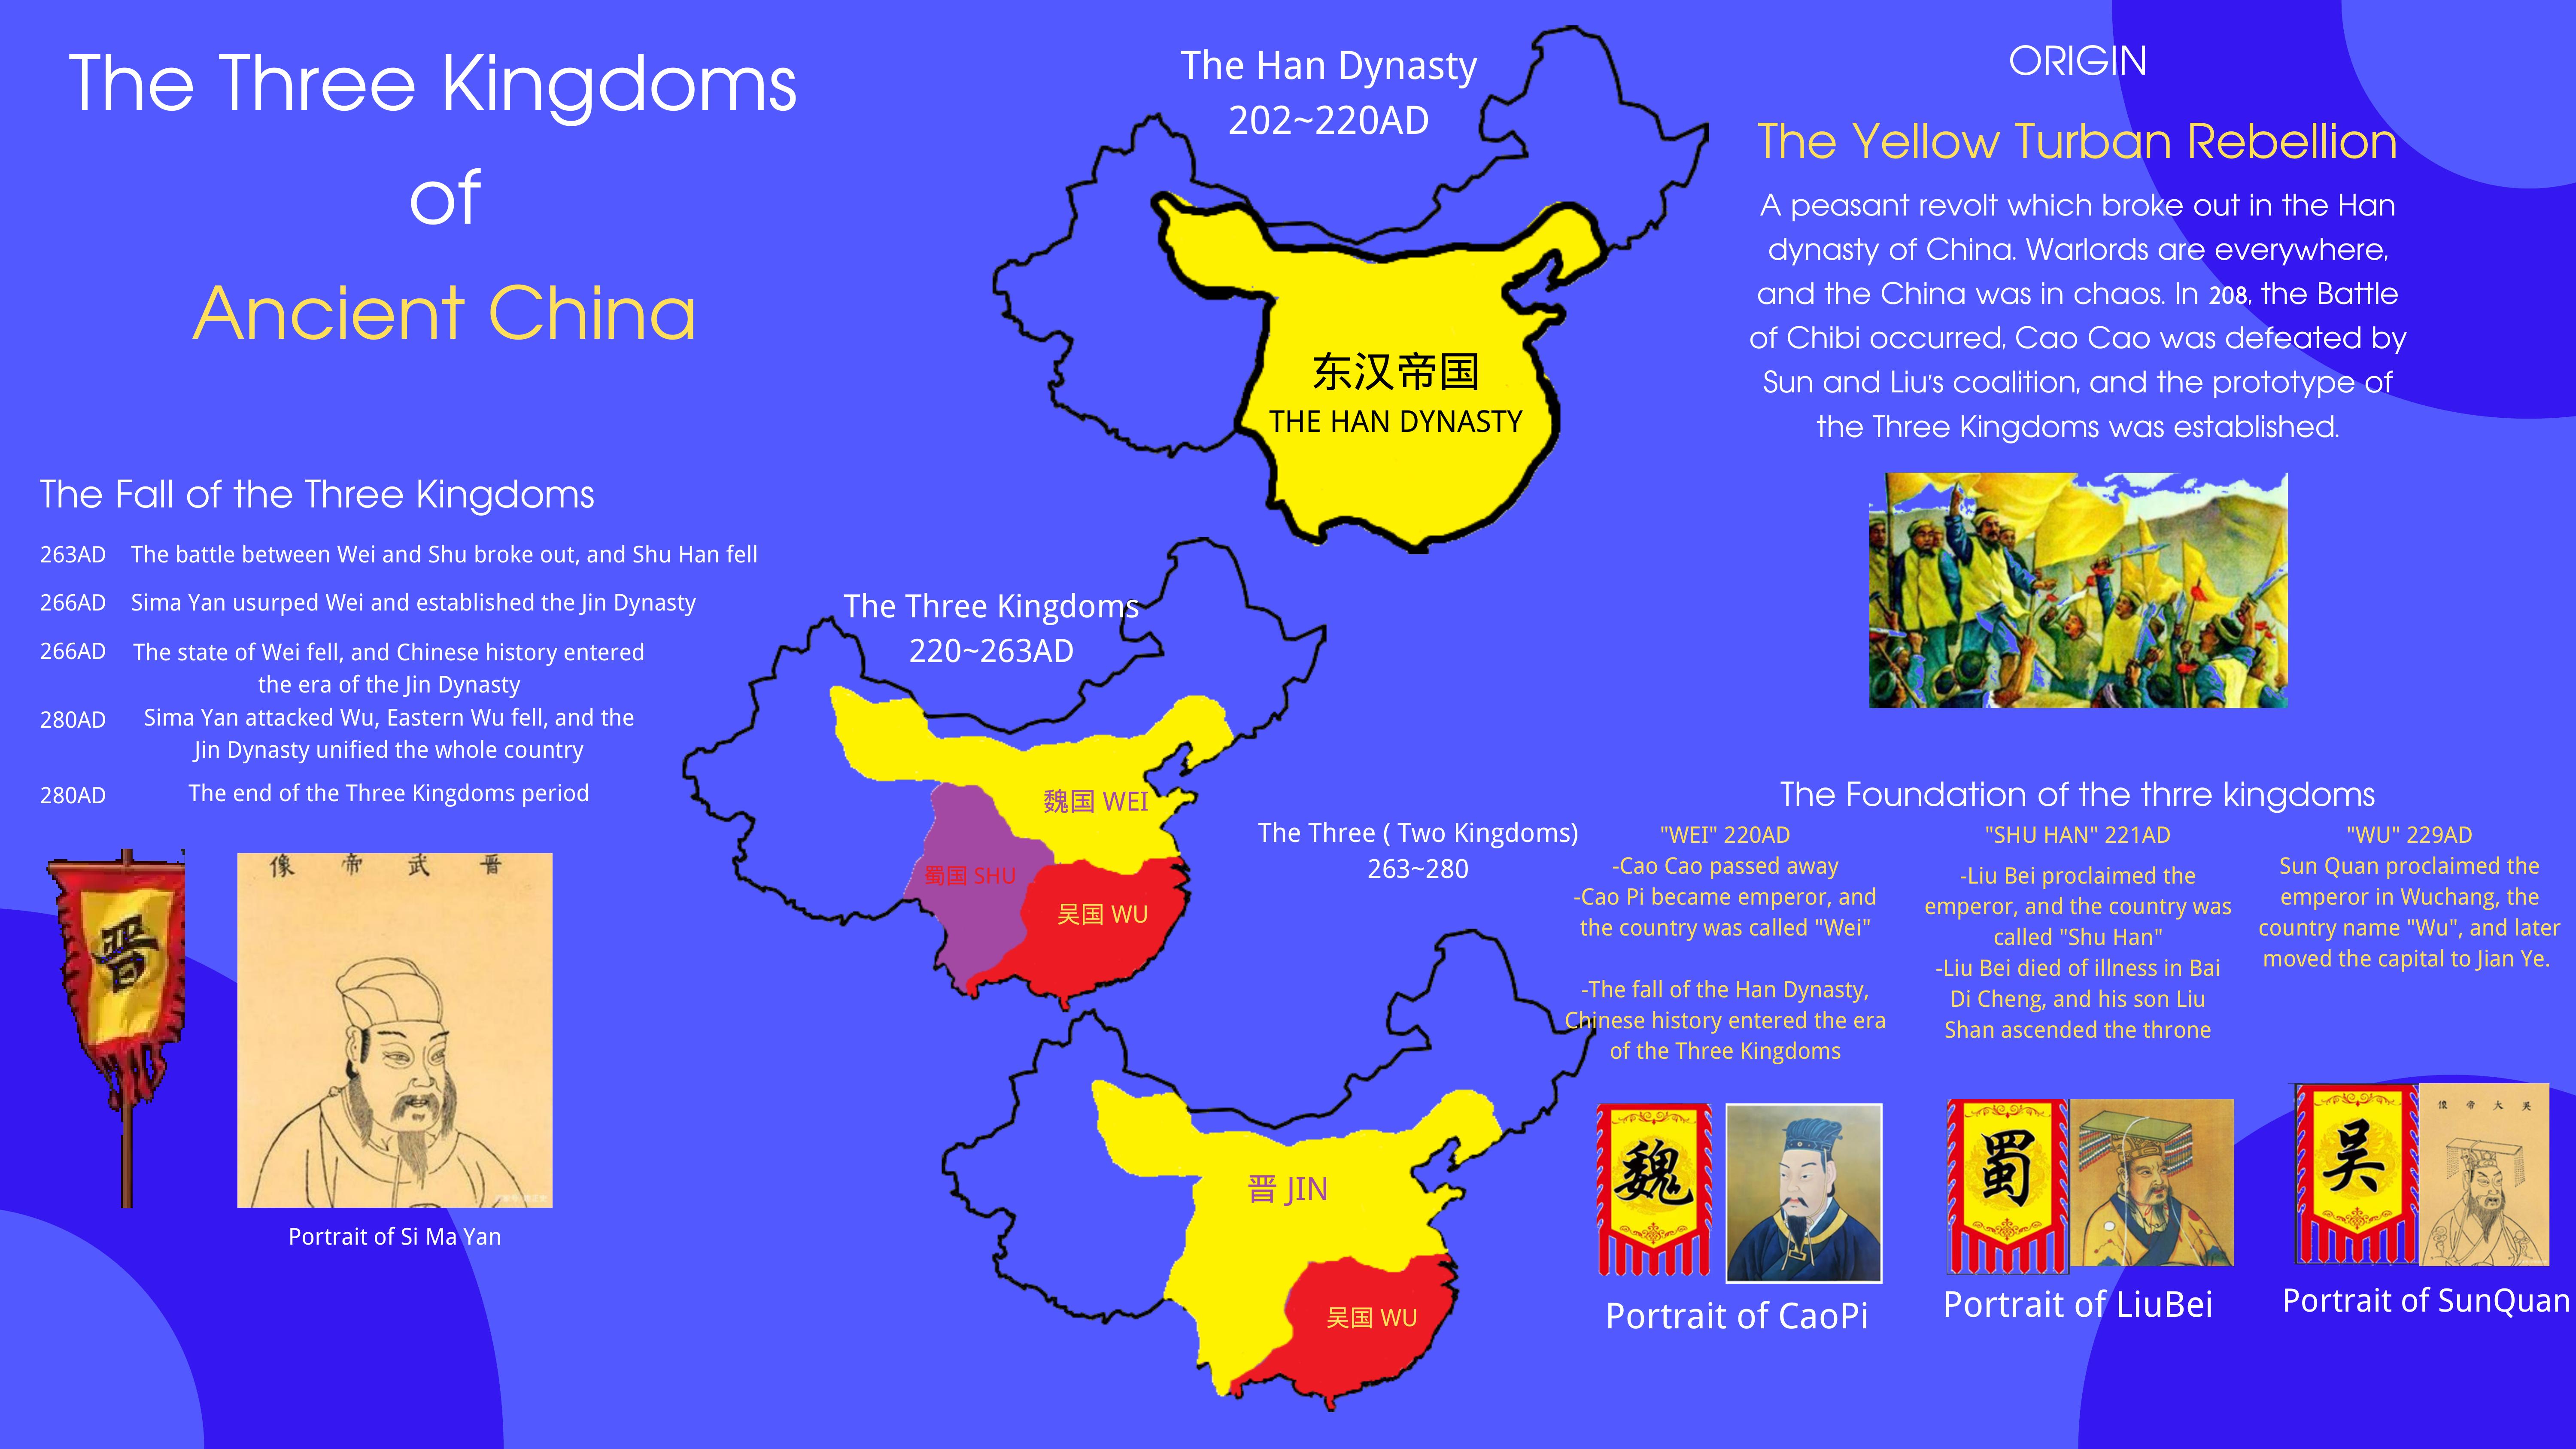 The Three Kingdoms
of
Ancient China
The Han Dynasty
202~220AD
东汉帝国
THE HAN DYNASTY
ORIGIN
The Yellow Turban Rebellion
A peasant revolt which broke out in the Han
dynasty of China. Warlords are everywhere,
and the China was in chaos. In 208, the Battle
of Chibi occurred, Cao Cao was defeated by
Sun and Liu's coalition, and the prototype of
the Three Kingdoms was established.
The Fall of the Three Kingdoms
263AD The battle between Wei and Shu broke out, and Shu Han fell
266AD Sima Yan usurped Wei and established the Jin Dynasty
266AD The state of Wei fell, and Chinese history entered
the era of the Jin Dynasty
280AD Sima Yan attacked Wu, Eastern Wu fell, and the
Jin Dynasty unified the whole country
280AD The end of the Three Kingdoms period
晋
像帝武晋
Portrait of Si Ma Yan
The Three Kingdoms
220~263AD
魏国 WEI
蜀国 SHU
吴国 WU
The Three ( Two Kingdoms)
263~280
晋 JIN
吴国 WU
The Foundation of the thrre kingdoms
"WEI" 220AD
-Cao Cao passed away
-Cao Pi became emperor, and
the country was called "Wei"
-The fall of the Han Dynasty,
Chinese history entered the era
of the Three Kingdoms
魏
Portrait of CaoPi
"SHU HAN" 221AD
-Liu Bei proclaimed the
emperor, and the country was
called "Shu Han"
-Liu Bei died of illness in Bai
Di Cheng, and his son Liu
Shan ascended the throne
蜀
Portrait of LiuBei
"WU" 229AD
Sun Quan proclaimed the
emperor in Wuchang, the
country name "Wu", and later
moved the capital to Jian Ye.
吴
像帝大吴
Portrait of SunQuan